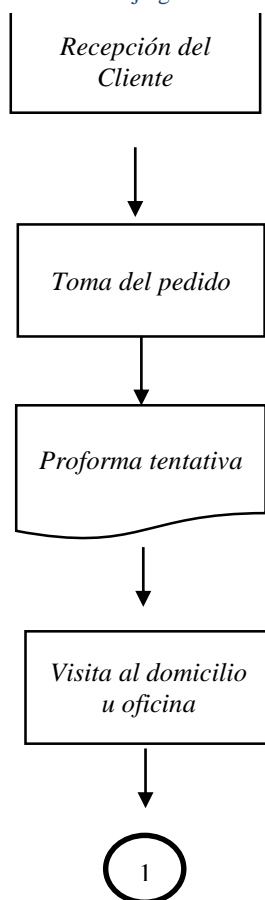 Recepción del
Cliente
Toma del pedido
Proforma tentativa
Visita al domicilio
u oficina
1